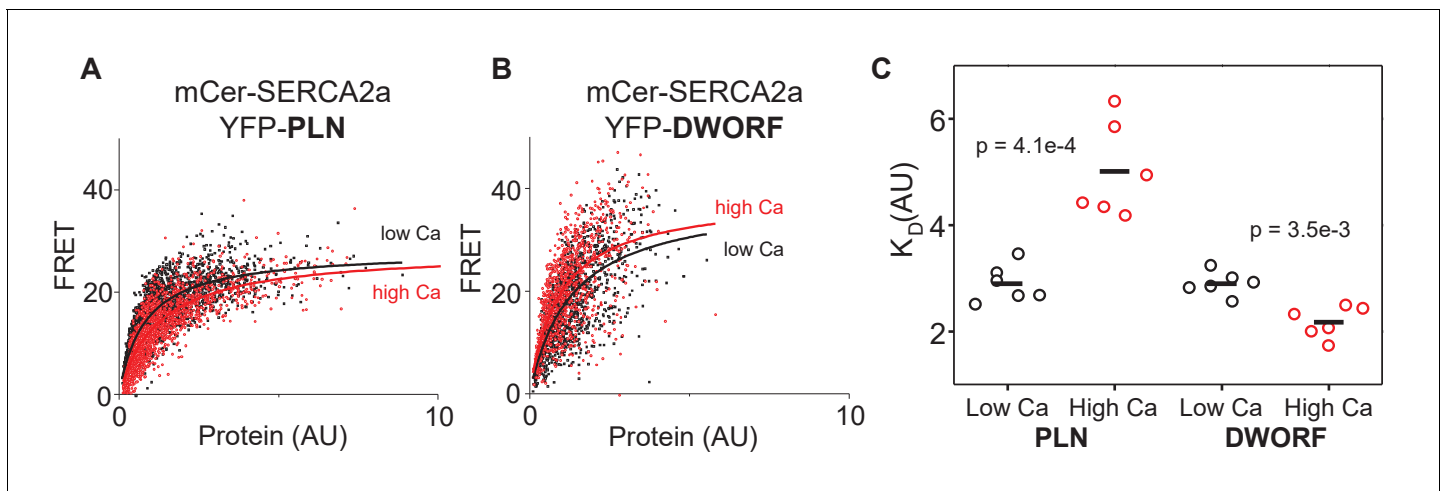 A
mCer-SERCA2a
YFP-PLN
FRET
40
20
0
low Ca
high Ca
0
10
Protein (AU)
B
mCer-SERCA2a
YFP-DWORF
FRET
40
20
0
high Ca
low Ca
0
10
Protein (AU)
C
K_D(AU)
6
4
2
p = 4.1e-4
p = 3.5e-3
Low Ca High Ca Low Ca High Ca
PLN DWORF